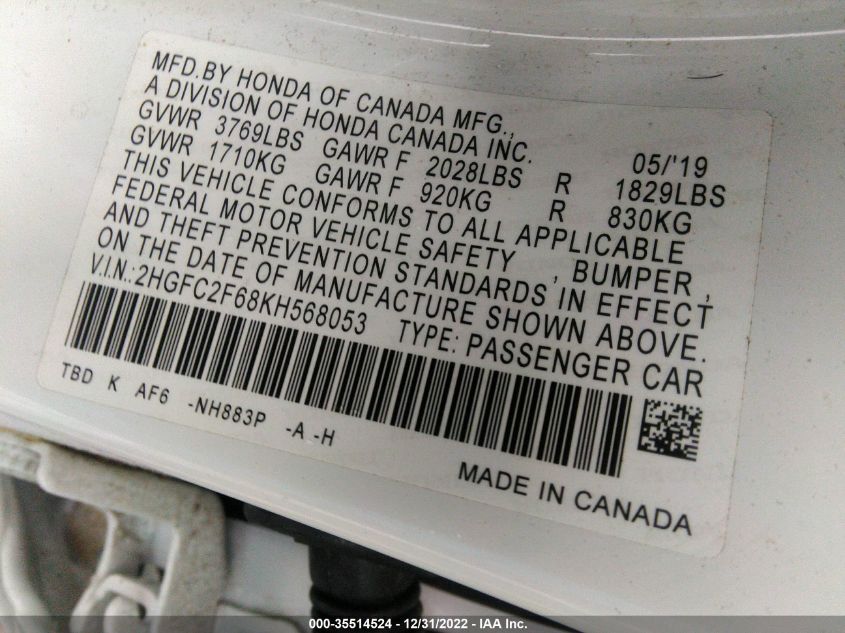 MFD.BY HONDA OF CANADA MFG.,
A DIVISION OF HONDA CANADA INC. 05/'19
GVWR 3769LBS GAWR F 2028LBS R 1829LBS
GVWR 1710KG GAWR F 920KG R 830KG
THIS VEHICLE CONFORMS TO ALL APPLICABLE
FEDERAL MOTOR VEHICLE SAFETY , BUMPER ,
AND THEFT PREVENTION STANDARDS IN EFFECT
ON THE DATE OF MANUFACTURE SHOWN ABOVE.
V.I.N.:2HGFC2F68KH568053 TYPE: PASSENGER CAR
TBD K AF6 -NH883P -A -H
MADE IN CANADA
000-35514524 - 12/31/2022 - IAA Inc.